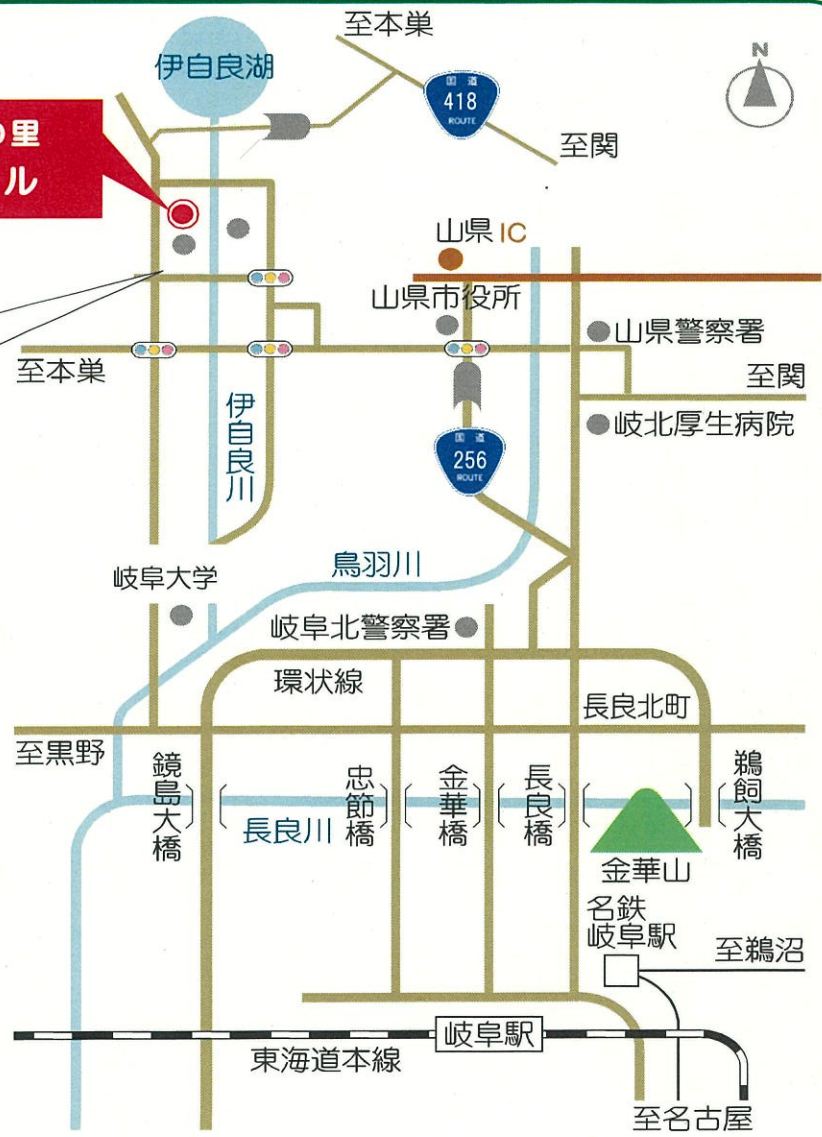 至本巣
伊自良湖
国道
418
ROUTE
N
至関
の里
ル
山県IC
山県市役所
山県警察署
至本巣
至関
伊自良川
岐北厚生病院
国道
256
ROUTE
鳥羽川
岐阜大学
岐阜北警察署
環状線
長良北町
至黒野
鏡島大橋
忠節橋
金華橋
長良橋
鵜飼大橋
長良川
金華山
名鉄
岐阜駅
至鵜沼
岐阜駅
東海道本線
至名古屋